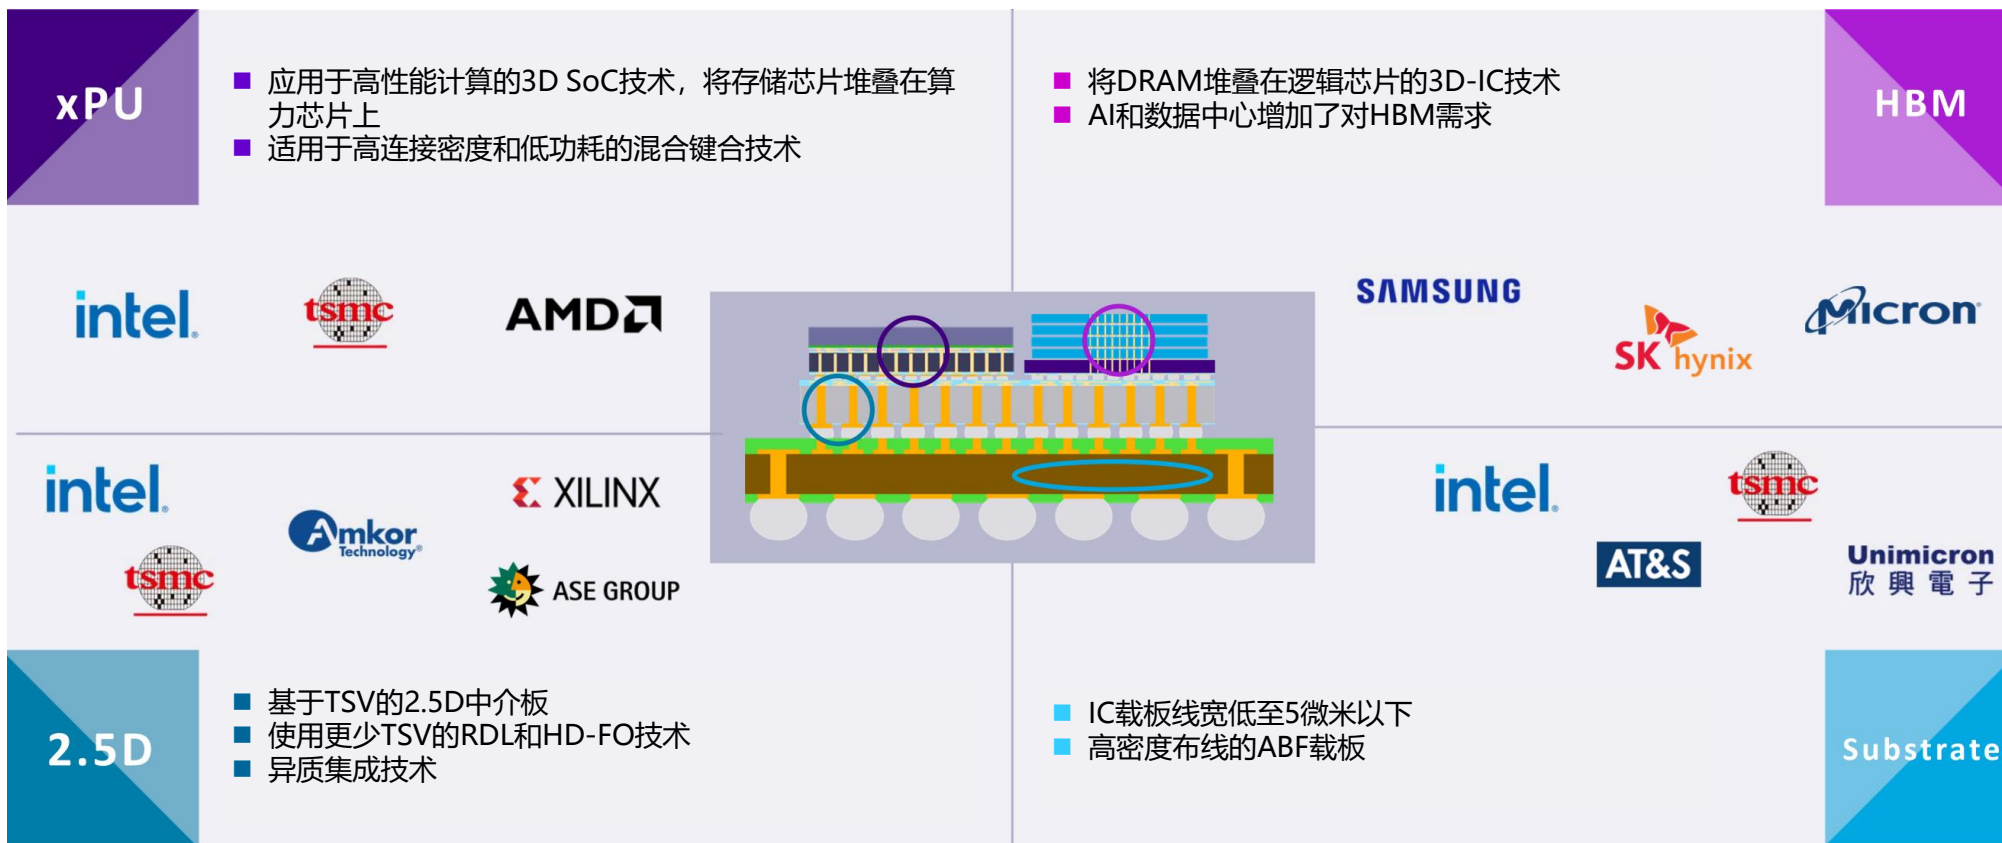 xPU
■ 应用于高性能计算的3D SoC技术，将存储芯片堆叠在算
力芯片上
■ 适用于高连接密度和低功耗的混合键合技术
■ 将DRAM堆叠在逻辑芯片的3D-IC技术
■ AI和数据中心增加了对HBM需求
HBM
intel.
tsmc
AMD
SAMSUNG
SK hynix
Micron
intel.
tsmc
Amkor
Technology®
XILINX
ASE GROUP
intel.
tsmc
AT&S
Unimicron
欣興電子
2.5D
■ 基于TSV的2.5D中介板
■ 使用更少TSV的RDL和HD-FO技术
■ 异质集成技术
■ IC载板线宽低至5微米以下
■ 高密度布线的ABF载板
Substrate